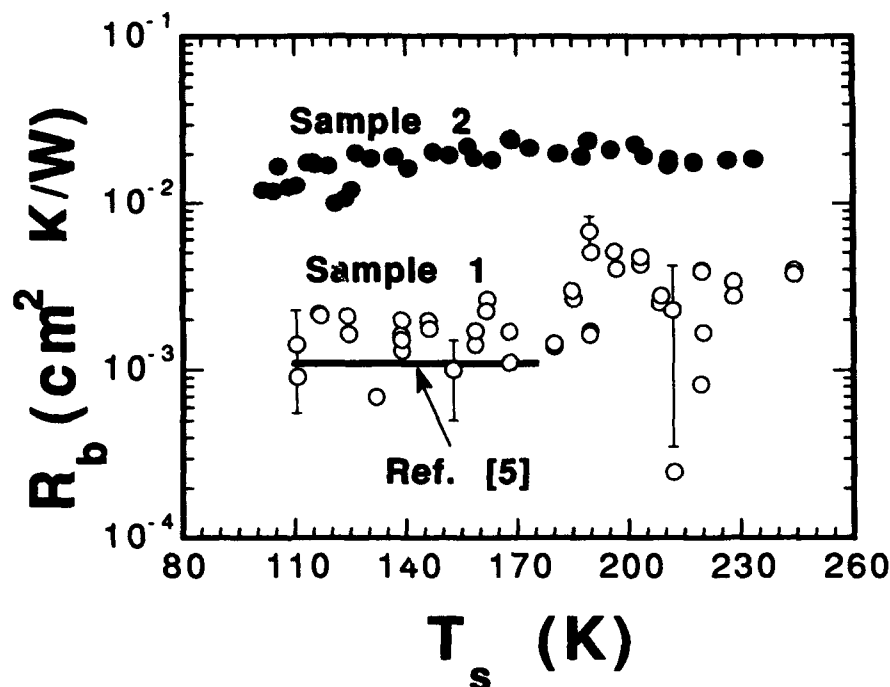 10⁻¹
10⁻²
10⁻³
10⁻⁴
R_b (cm² K/W)
Sample 2
Sample 1
Ref. [5]
80 110 140 170 200 230 260
T_s (K)